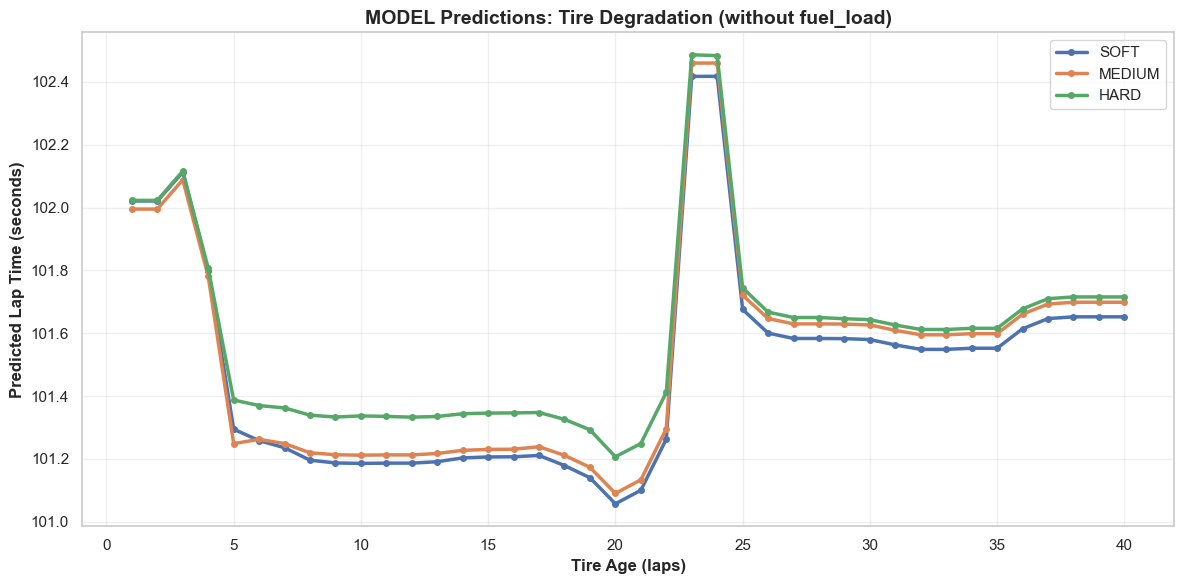 MODEL Predictions: Tire Degradation (without fuel_load)
SOFT
MEDIUM
HARD
Predicted Lap Time (seconds)
102.4
102.2
102.0
101.8
101.6
101.4
101.2
101.0
0 5 10 15 20 25 30 35 40
Tire Age (laps)